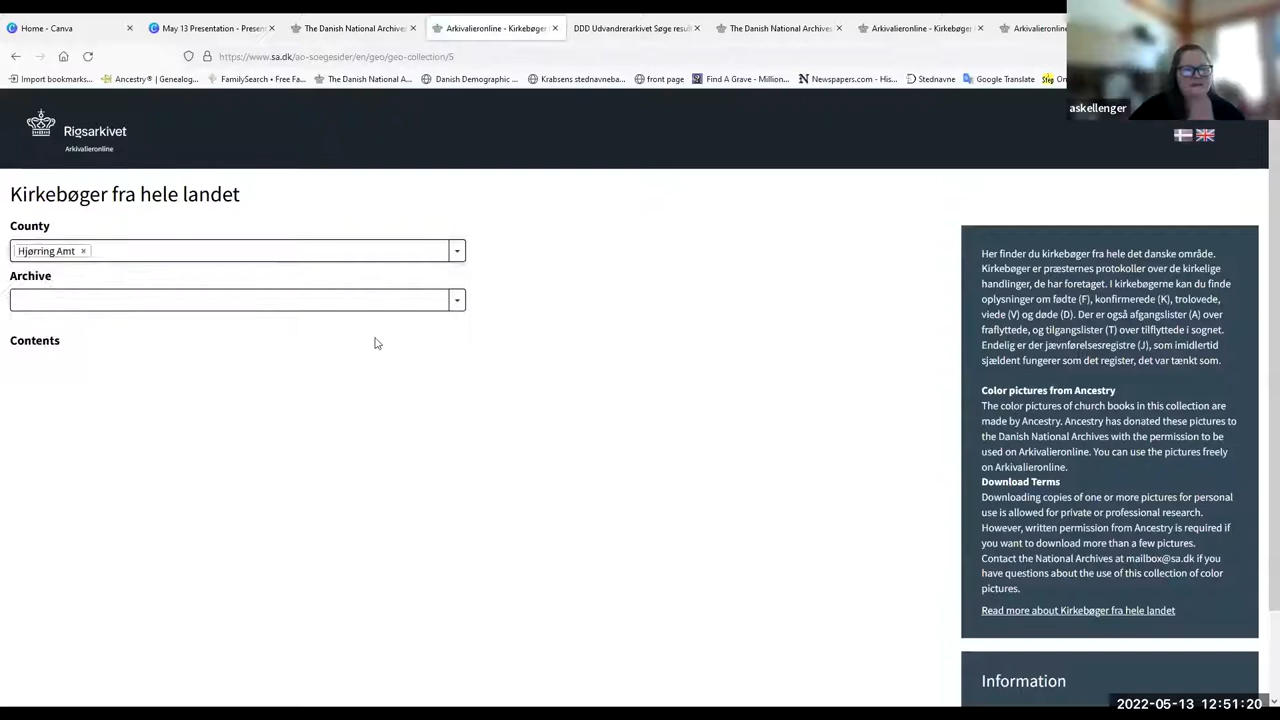 Home - Canva
May 13 Presentation - Present
The Danish National Archives
Arkivalieronline - Kirkebøger
DDD Udvandrerarkivet Søge resul
The Danish National Archives
Arkivalieronline - Kirkebøger
Arkivalieronline
https://www.sa.dk/ao-soegesider/en/geo/geo-collection/5
Import bookmarks...
Ancestry® | Genealog...
FamilySearch • Free Fa...
The Danish National A...
Danish Demographic ...
Krabsens stednavneba...
front page
Find A Grave - Million...
Newspapers.com - His...
Stednavne
Google Translate
Step
askellenger
Rigsarkivet
Arkivalieronline
Kirkebøger fra hele landet
County
Hjørring Amt ×
Archive
Contents
Her finder du kirkebøger fra hele det danske område.
Kirkebøger er præsternes protokoller over de kirkelige
handlinger, de har foretaget. I kirkebøgerne kan du finde
oplysninger om fødte (F), konfirmerede (K), trolovede,
viede (V) og døde (D). Der er også afgangslister (A) over
fraflyttede, og tilgangslister (T) over tilflyttede i sognet.
Endelig er der jævnførelsesregistre (J), som imidlertid
sjældent fungerer som det register, det var tænkt som.
Color pictures from Ancestry
The color pictures of church books in this collection are
made by Ancestry. Ancestry has donated these pictures to
the Danish National Archives with the permission to be
used on Arkivalieronline. You can use the pictures freely
on Arkivalieronline.
Download Terms
Downloading copies of one or more pictures for personal
use is allowed for private or professional research.
However, written permission from Ancestry is required if
you want to download more than a few pictures.
Contact the National Archives at mailbox@sa.dk if you
have questions about the use of this collection of color
pictures.
Read more about Kirkebøger fra hele landet
Information
2022-05-13 12:51:20